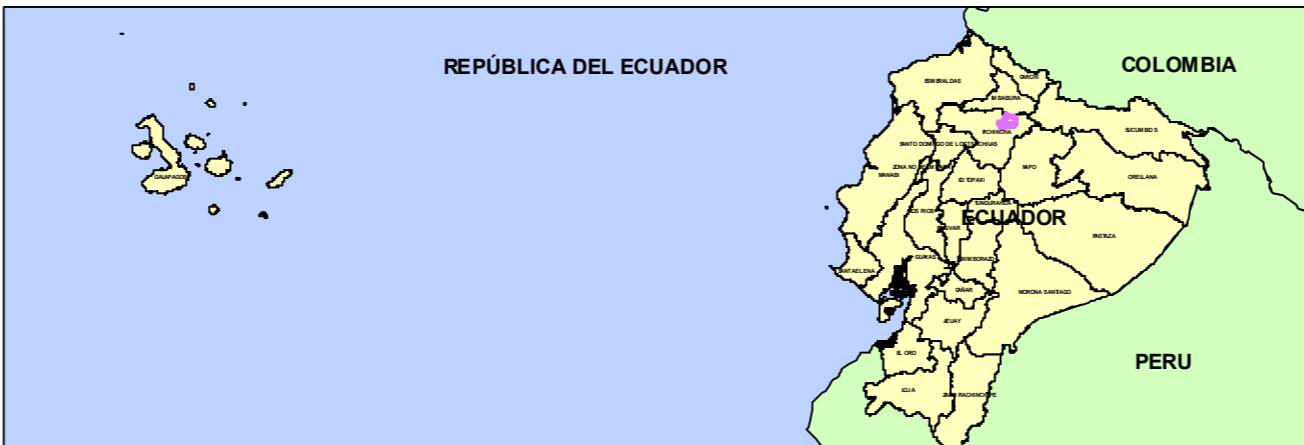 REPÚBLICA DEL ECUADOR
COLOMBIA
CARCHI
ESMERALDAS
IMBABURA
SUCUMBIOS
PICHINCHA
SANTO DOMINGO DE LOS TSACHILAS
NAPO
GALAPAGOS
MANABI
COTOPAXI
ORELLANA
TUNGURAHUA
LOS RIOS
ECUADOR
BOLIVAR
PASTAZA
GUAYAS
CHIMBORAZO
SANTA ELENA
CAÑAR
MORONA SANTIAGO
AZUAY
EL ORO
PERU
LOJA
ZAMORA CHINCHIPE